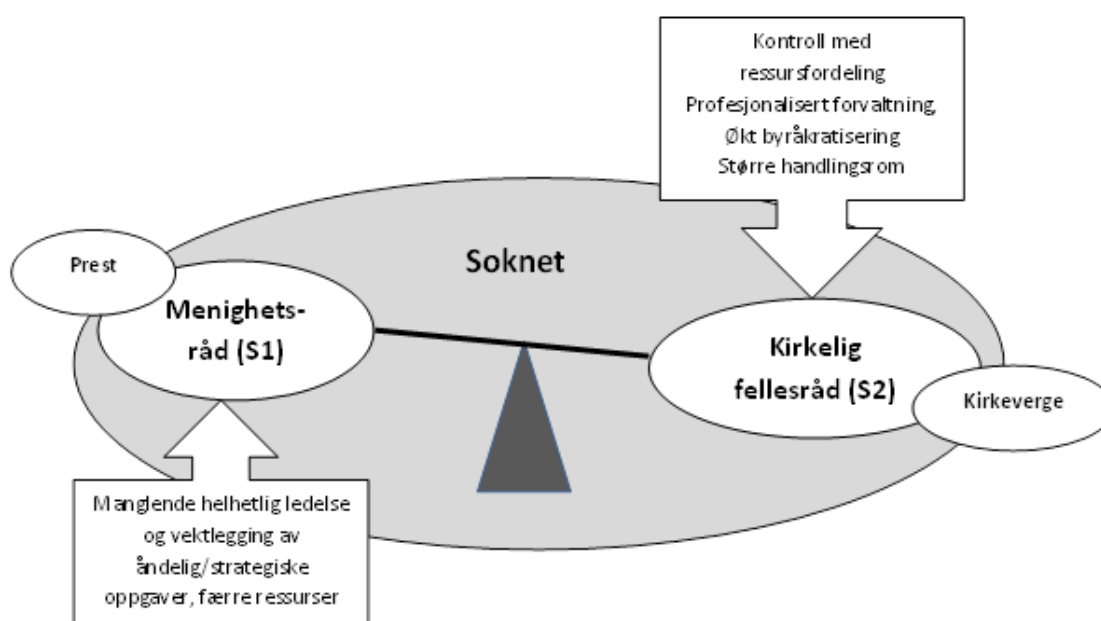 Kontroll med
ressursfordeling
Profesjonalisert forvaltning,
Økt byråkratisering
Større handlingsrom
Soknet
Prest
Menighets-
råd (S1)
Kirkelig
fellesråd (S2)
Kirkeverge
Manglende helhetlig ledelse
og vektlegging av
åndelig/strategiske
oppgaver, færre ressurser